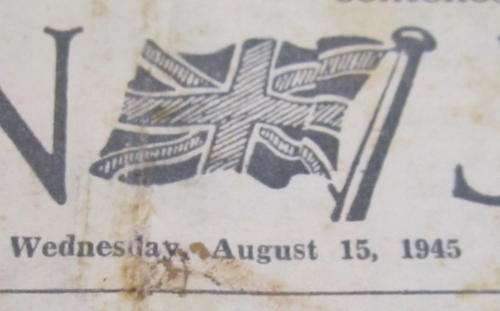 N
Wednesday, August 15, 1945